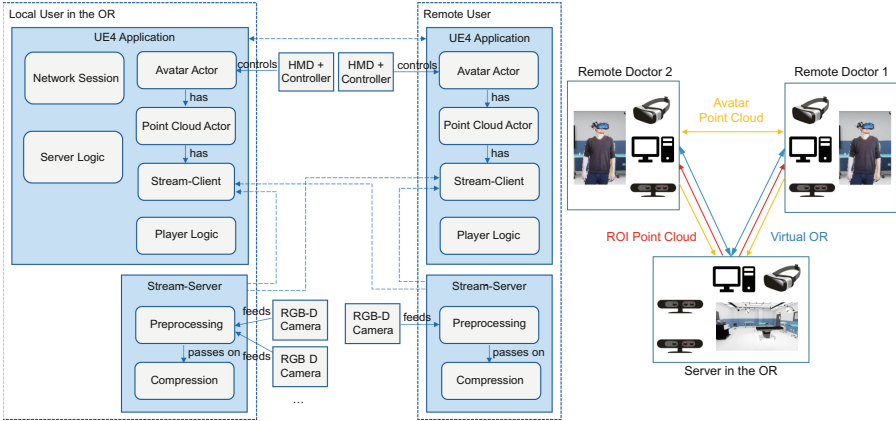 Local User in the OR
UE4 Application
Network Session
Server Logic
Avatar Actor
has
Point Cloud Actor
has
Stream-Client
Player Logic
controls
HMD +
Controller
Stream-Server
Preprocessing
passes on
Compression
feeds
RGB-D
Camera
feeds
RGB D
Camera
...
Remote User
UE4 Application
HMD +
Controller
controls
Avatar Actor
has
Point Cloud Actor
has
Stream-Client
Player Logic
Stream-Server
RGB-D
Camera
feeds
Preprocessing
passes on
Compression
Remote Doctor 2
Remote Doctor 1
Avatar
Point Cloud
ROI Point Cloud
Virtual OR
Server in the OR